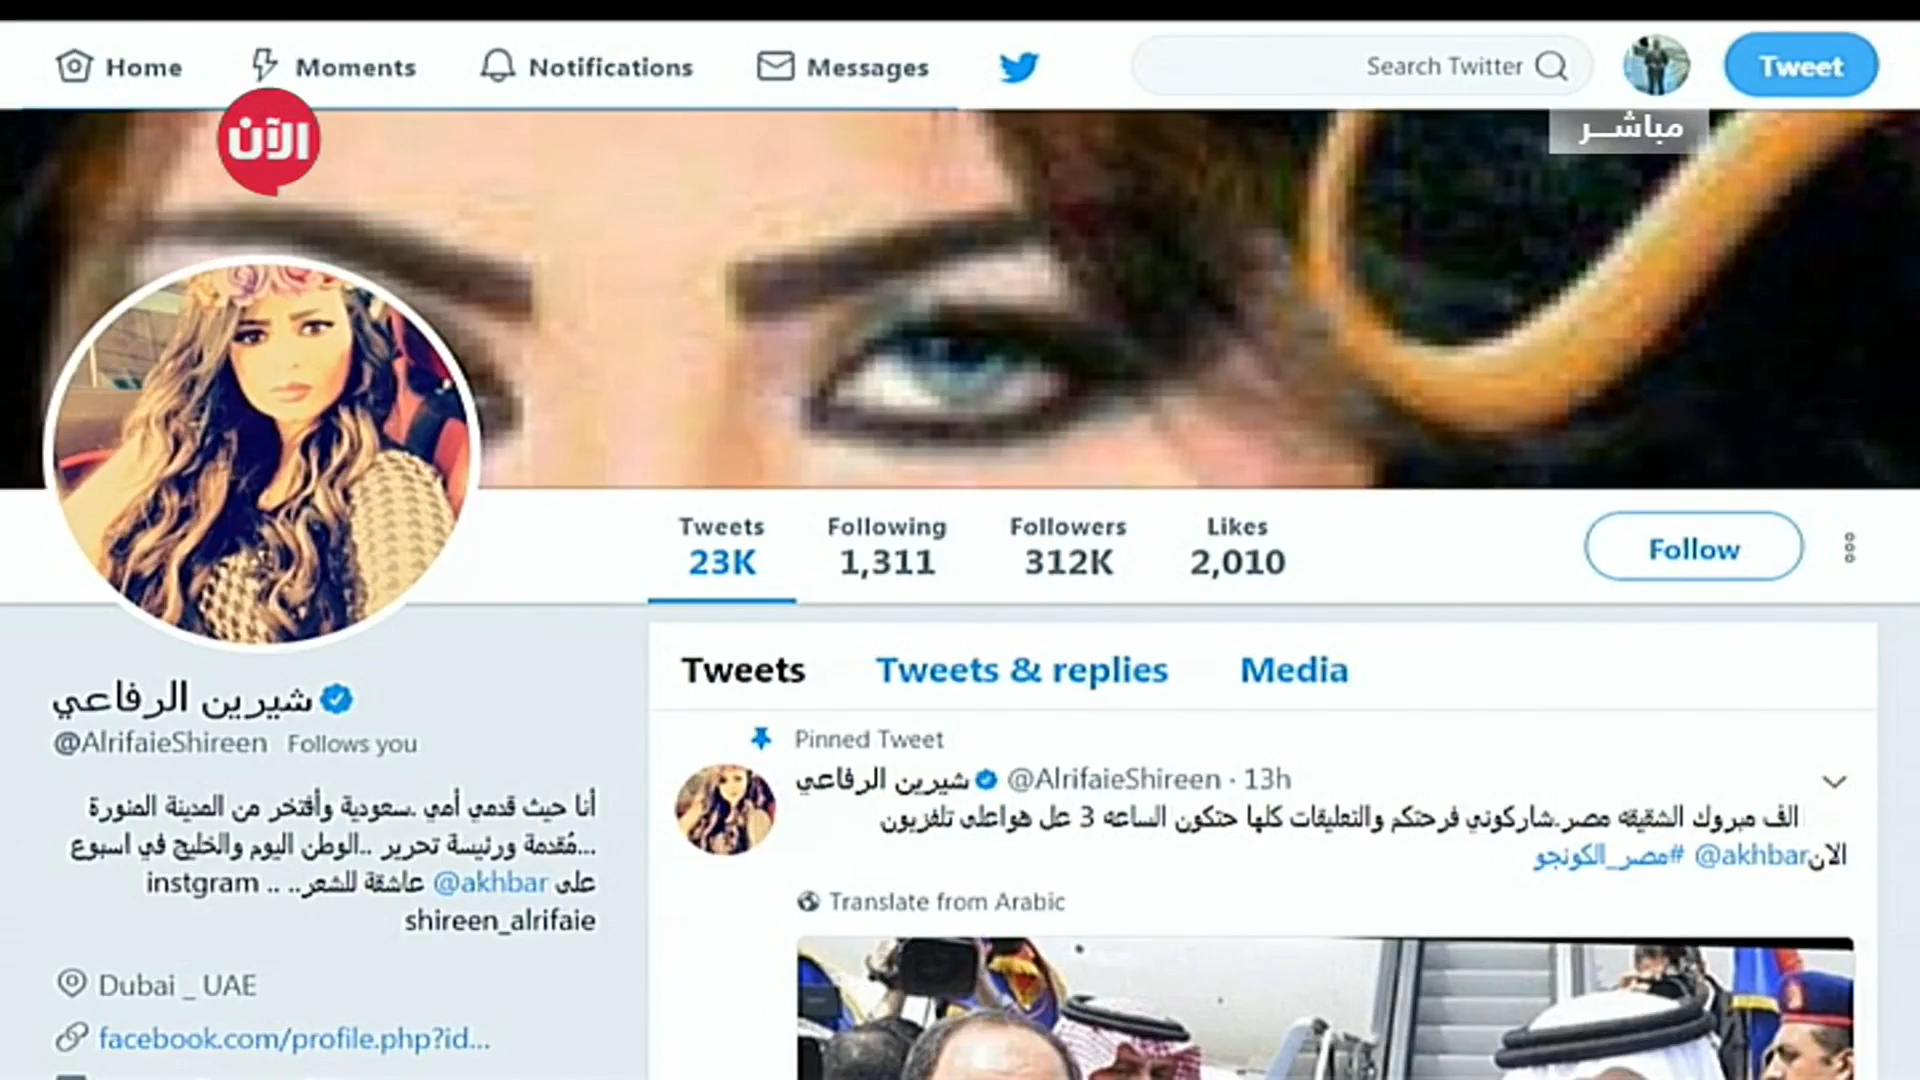 Home
Moments
Notifications
Messages
Search Twitter
Tweet
الآن
مباشر
Tweets
23K
Following
1,311
Followers
312K
Likes
2,010
Follow
شيرين الرفاعي
@AlrifaieShireen Follows you
أنا حيث قدمي أمي .سعودية وأفتخر من المدينة المنورة
...مُقدمة ورئيسة تحرير ..الوطن اليوم والخليج في اسبوع
على @akhbar عاشقة للشعر.. .. instgram
shireen_alrifaie
Dubai _ UAE
facebook.com/profile.php?id...
Tweets
Tweets & replies
Media
Pinned Tweet
شيرين الرفاعي @AlrifaieShireen · 13h
الف مبروك الشقيقه مصر.شاركوني فرحتكم والتعليقات كلها حتكون الساعه 3 عل هواعلى تلفزيون
الان@akhbar #مصر_الكونجو
Translate from Arabic